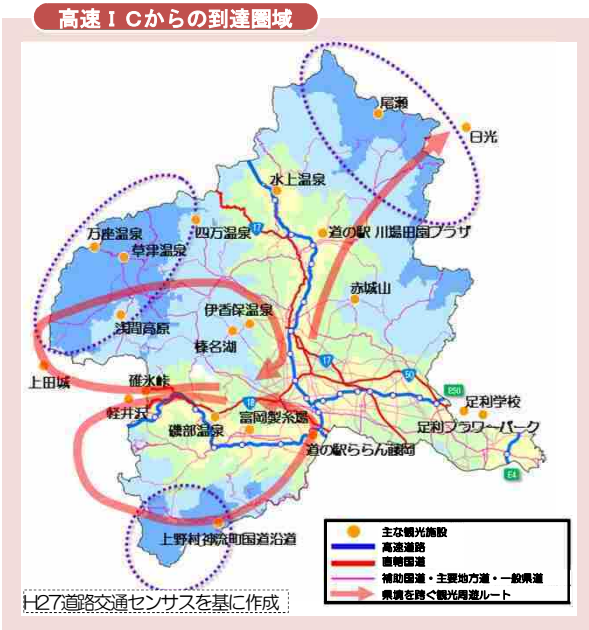 高速ＩＣからの到達圏域
尾瀬
日光
水上温泉
万座温泉
草津温泉
四万温泉
17
道の駅 川場田園プラザ
赤城山
伊香保温泉
浅間高原
榛名湖
上田城
碓氷峠
17
50
E50
軽井沢
18
富岡製糸場
足利学校
磯部温泉
足利フラワーパーク
道の駅ららん藤岡
E4
上野村神流町国道沿道
主な観光施設
高速道路
直轄国道
補助国道・主要地方道・一般県道
県境を跨ぐ観光周遊ルート
H27道路交通センサスを基に作成